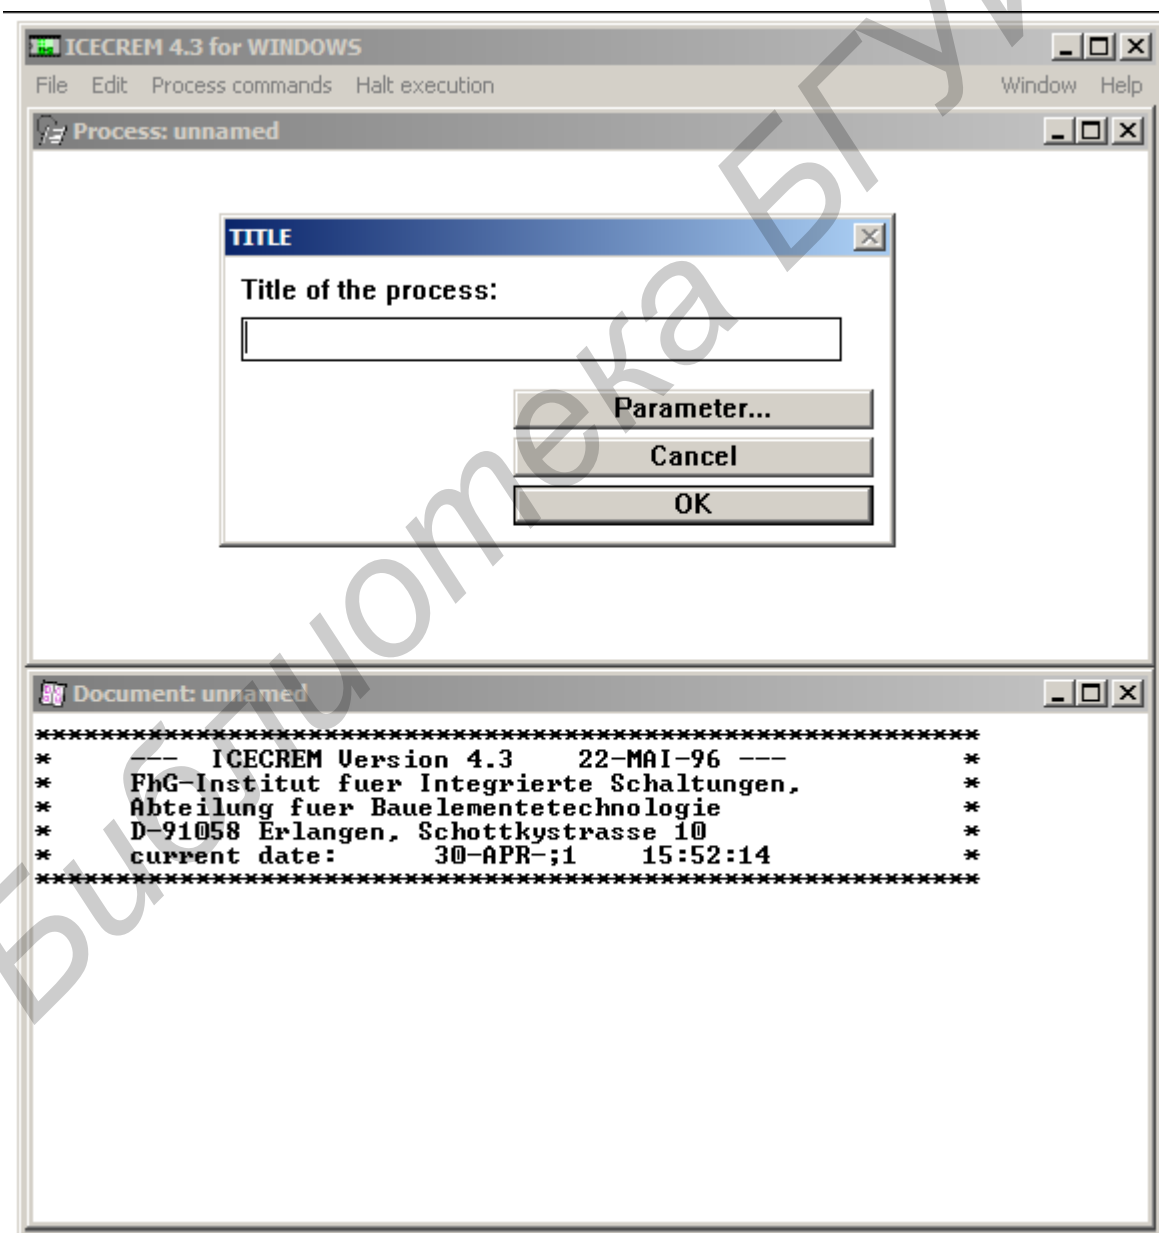 ICECREM 4.3 for WINDOWS
File Edit Process commands Halt execution Window Help
Process: unnamed
TITLE
Title of the process:
Parameter...
Cancel
OK
Document: unnamed
***********************************************************
* --- ICECREM Version 4.3 22-MAI-96 --- *
* FhG-Institut fuer Integrierte Schaltungen, *
* Abteilung fuer Bauelementetechnologie *
* D-91058 Erlangen, Schottkystrasse 10 *
* current date: 30-APR-;1 15:52:14 *
***********************************************************
Библиотека БГУИ